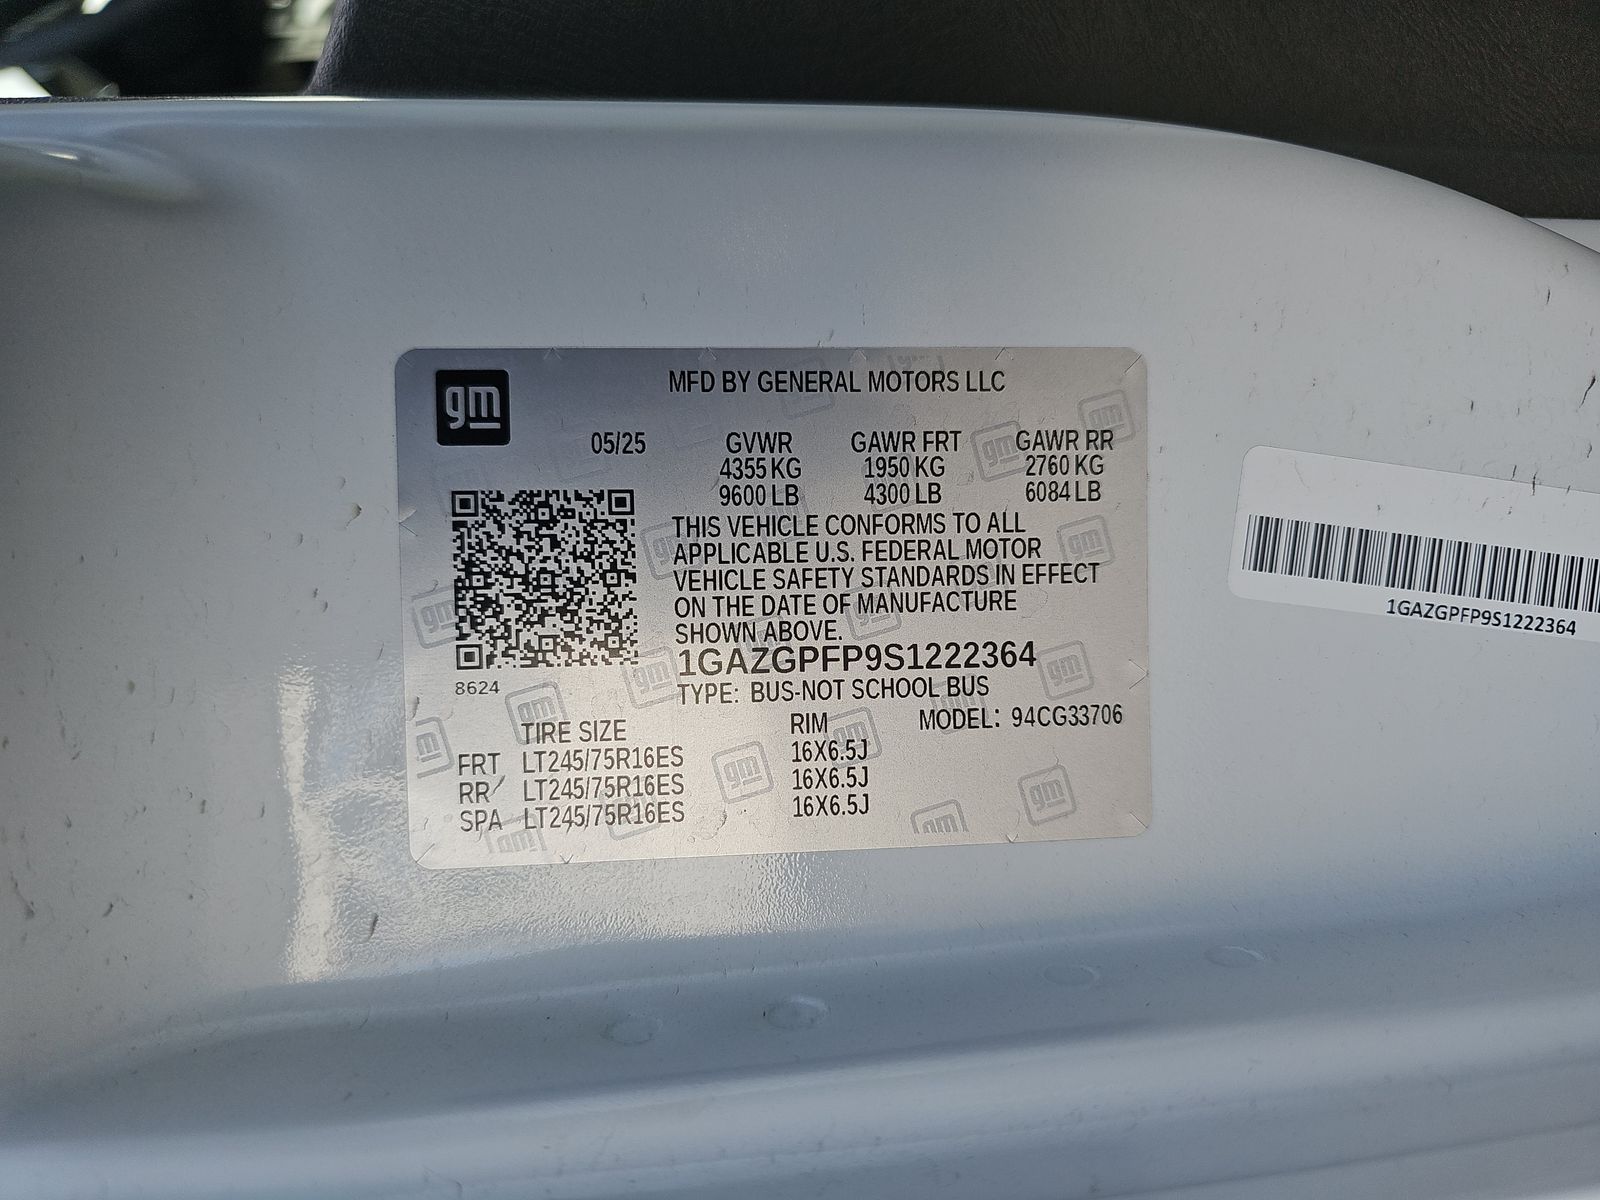 gm
MFD BY GENERAL MOTORS LLC
05/25 GVWR GAWR FRT GAWR RR
4355 KG 1950 KG 2760 KG
9600 LB 4300 LB 6084 LB
THIS VEHICLE CONFORMS TO ALL
APPLICABLE U.S. FEDERAL MOTOR
VEHICLE SAFETY STANDARDS IN EFFECT
ON THE DATE OF MANUFACTURE
SHOWN ABOVE.
1GAZGPFP9S1222364
8624
TYPE: BUS-NOT SCHOOL BUS
TIRE SIZE RIM MODEL: 94CG33706
FRT LT245/75R16ES 16X6.5J
RR LT245/75R16ES 16X6.5J
SPA LT245/75R16ES 16X6.5J
1GAZGPFP9S1222364